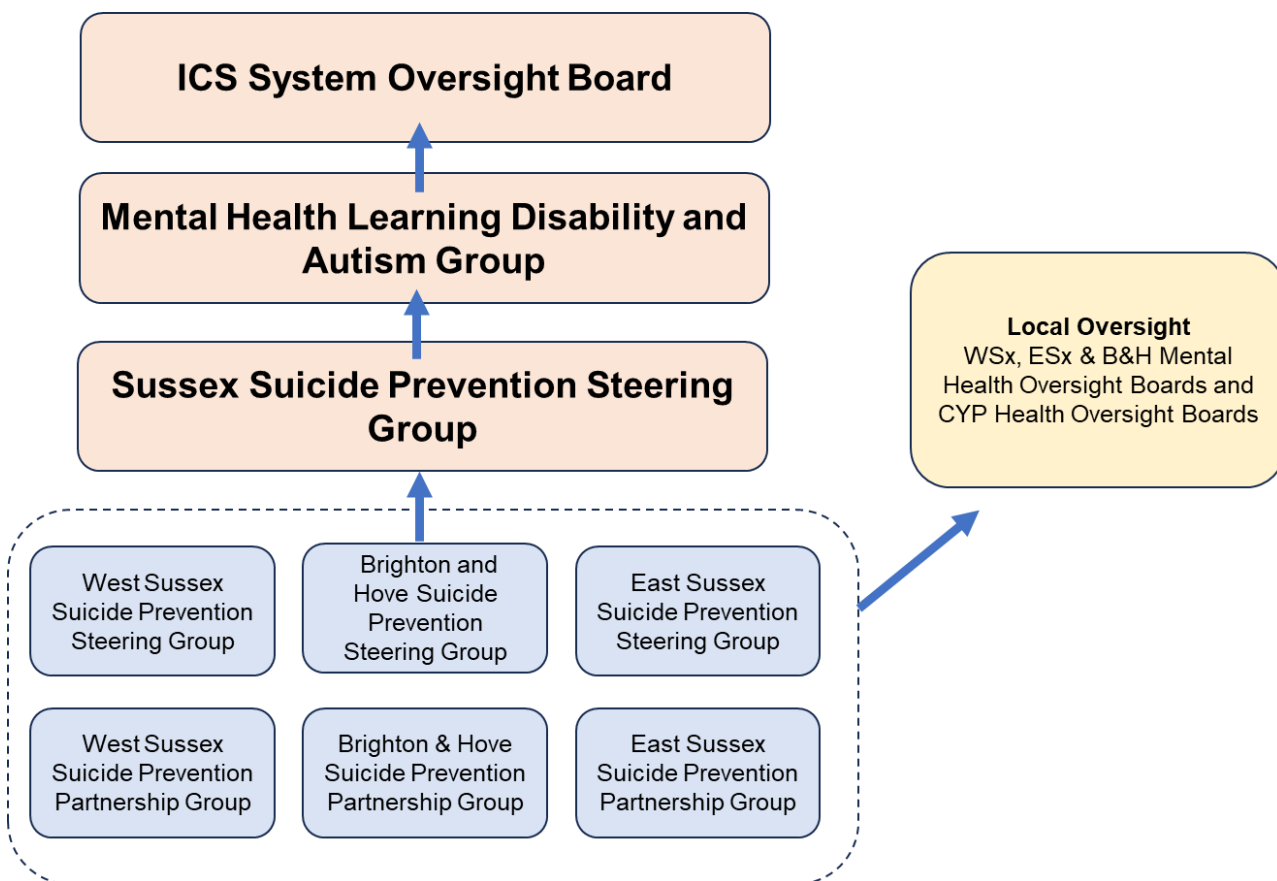 ICS System Oversight Board
Mental Health Learning Disability and
Autism Group
Sussex Suicide Prevention Steering
Group
Local Oversight
WSx, ESx & B&H Mental
Health Oversight Boards and
CYP Health Oversight Boards
West Sussex
Suicide Prevention
Steering Group
Brighton and
Hove Suicide
Prevention
Steering Group
East Sussex
Suicide Prevention
Steering Group
West Sussex
Suicide Prevention
Partnership Group
Brighton & Hove
Suicide Prevention
Partnership Group
East Sussex
Suicide Prevention
Partnership Group